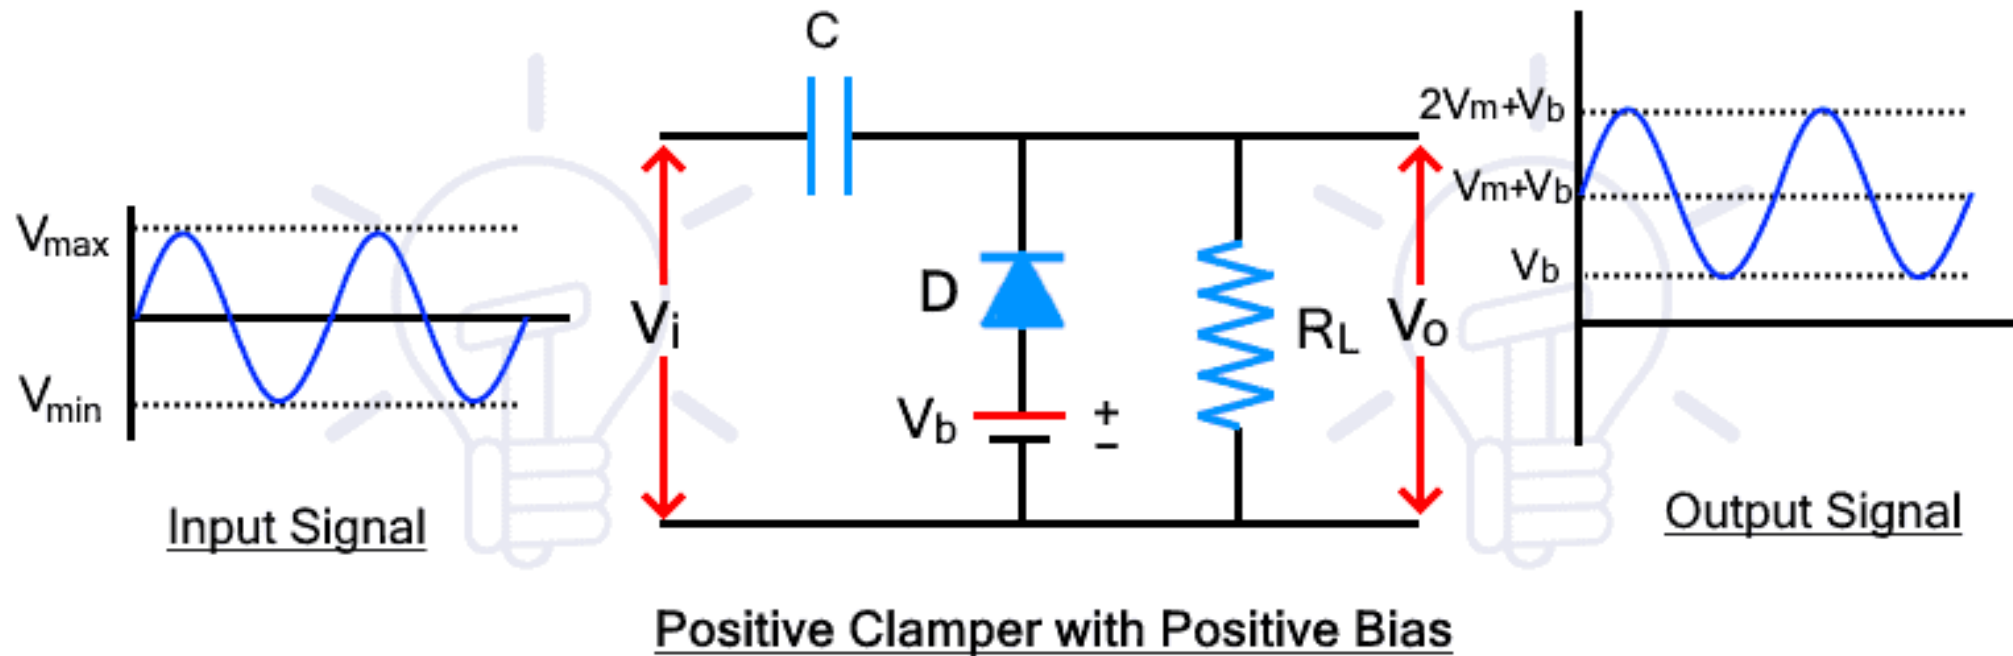 C
2Vm+Vb
Vm+Vb
Vb
Vmax
Vmin
Vi
D
Vb
+
−
RL
Vo
Input Signal
Output Signal
Positive Clamper with Positive Bias